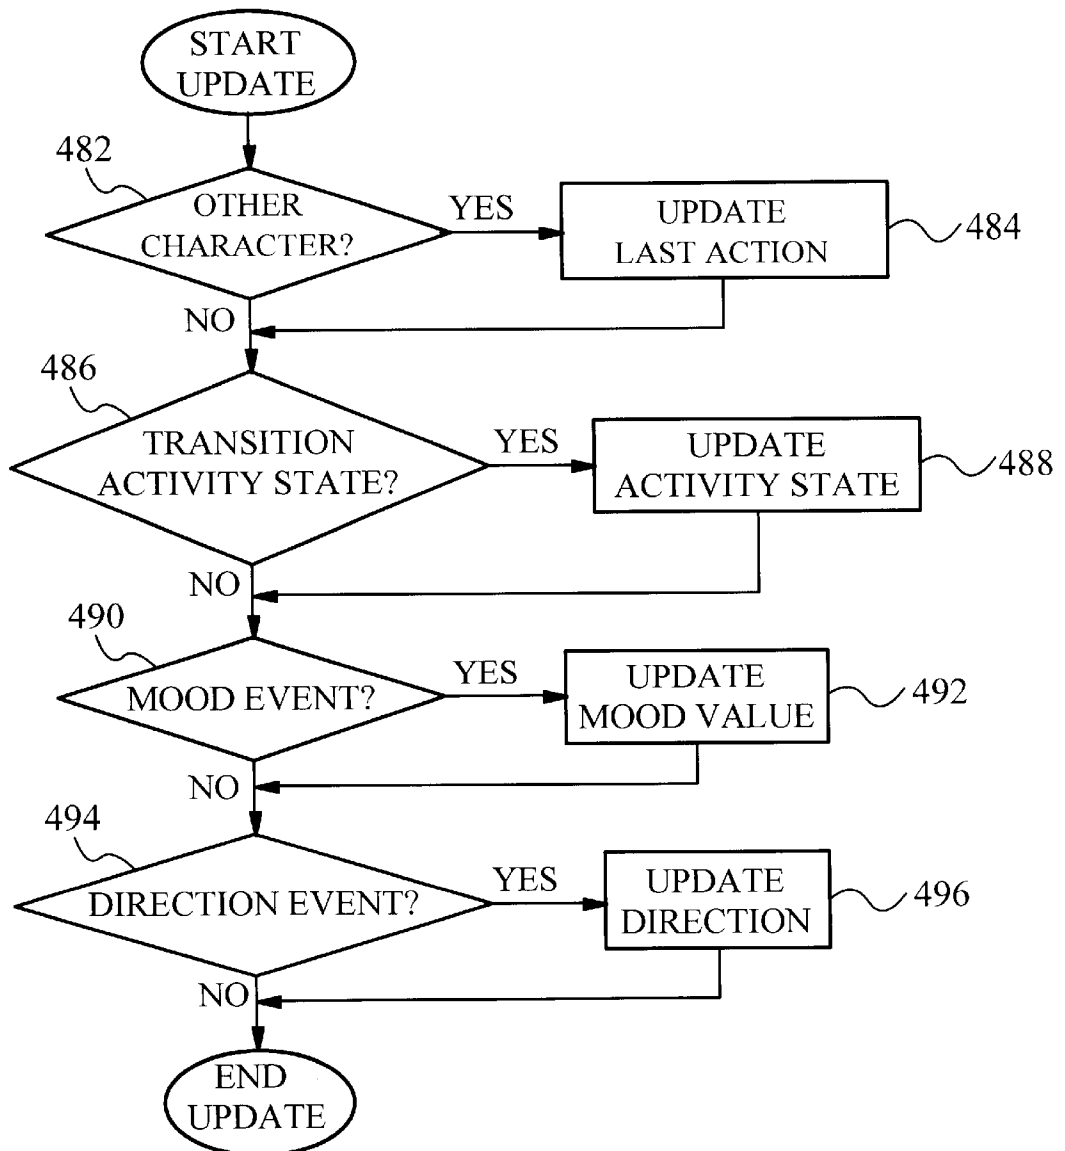 START
UPDATE
482
OTHER
CHARACTER?
YES
UPDATE
LAST ACTION
484
NO
486
TRANSITION
ACTIVITY STATE?
YES
UPDATE
ACTIVITY STATE
488
NO
490
MOOD EVENT?
YES
UPDATE
MOOD VALUE
492
NO
494
DIRECTION EVENT?
YES
UPDATE
DIRECTION
496
NO
END
UPDATE